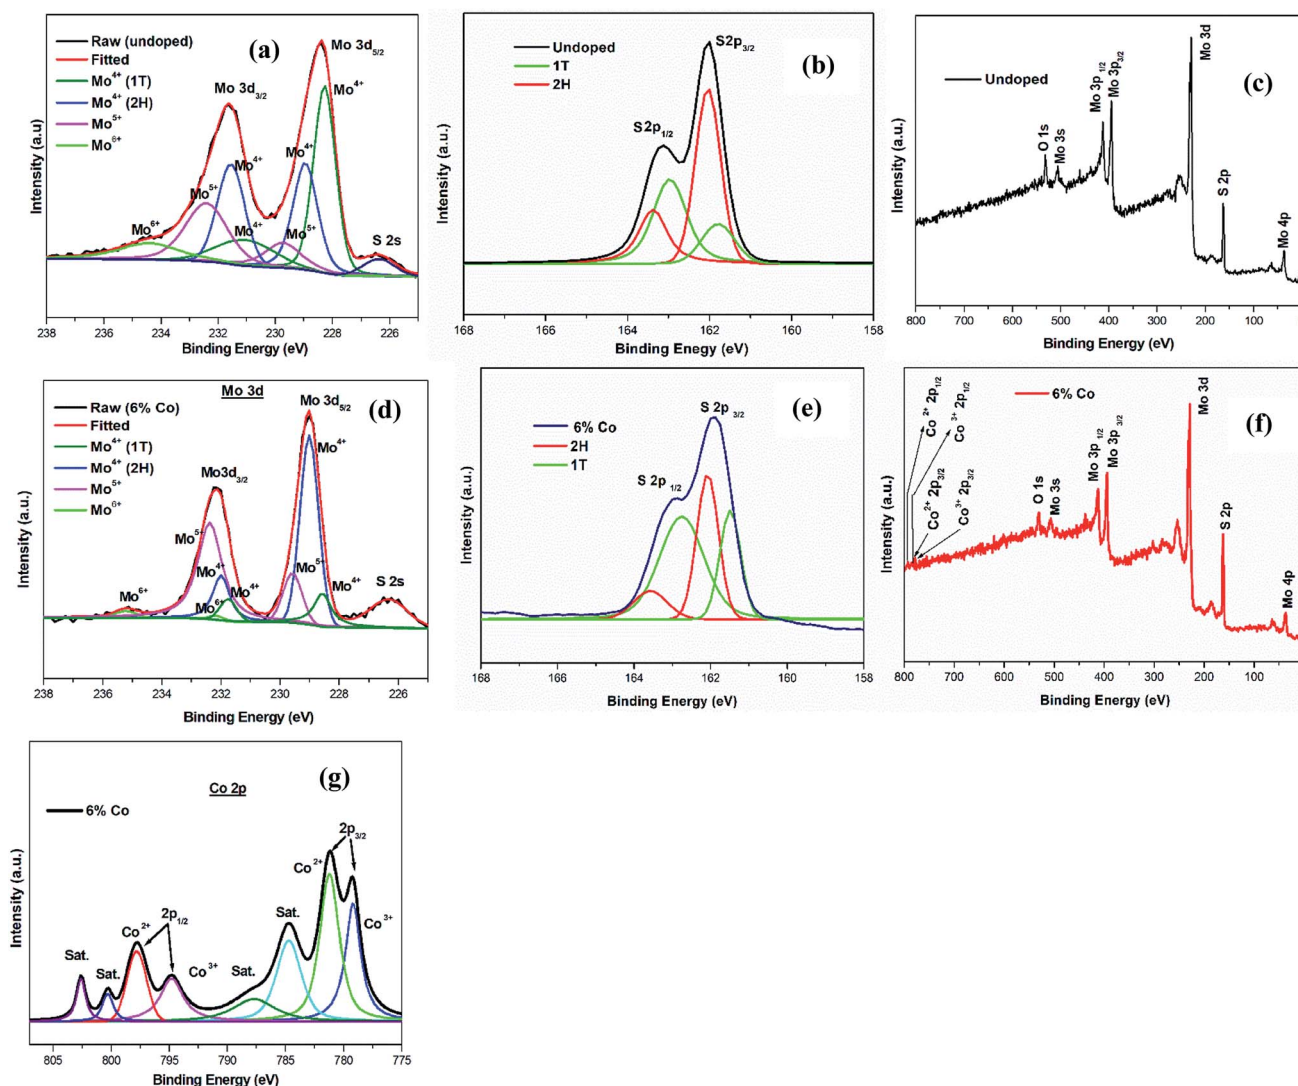 (a)
Raw (undoped)
Fitted
Mo⁴⁺ (1T)
Mo⁴⁺ (2H)
Mo⁵⁺
Mo⁶⁺
Mo 3d₅/₂
Mo 3d₃/₂
Mo⁴⁺
Mo⁴⁺
Mo⁴⁺
Mo⁵⁺
Mo⁶⁺
Mo⁴⁺
Mo⁵⁺
S 2s
Intensity (a.u)
238 236 234 232 230 228 226
Binding Energy (eV)
(b)
Undoped
1T
2H
S2p₃/₂
S 2p₁/₂
Intensity (a.u.)
168 166 164 162 160 158
Binding Eneegy (eV)
(c)
Undoped
Mo 3d
Mo 3p₁/₂
Mo 3p₃/₂
O 1s
Mo 3s
S 2p
Mo 4p
Intensity (a.u.)
800 700 600 500 400 300 200 100 0
Binding Energy (eV)
Mo 3d
(d)
Raw (6% Co)
Fitted
Mo⁴⁺ (1T)
Mo⁴⁺ (2H)
Mo⁵⁺
Mo⁶⁺
Mo 3d₅/₂
Mo3d₃/₂
Mo⁴⁺
Mo⁵⁺
Mo⁴⁺
Mo⁴⁺
Mo⁵⁺
Mo⁴⁺
Mo⁶⁺
Mo⁶⁺
S 2s
Intensity (a.u.)
238 236 234 232 230 228 226
Binding Energy (eV)
(e)
6% Co
2H
1T
S 2p ₃/₂
S 2p ₁/₂
Intensity (a.u.)
168 166 164 162 160 158
Binding Energy (eV)
(f)
6% Co
Co²⁺ 2p₁/₂
Co³⁺ 2p₁/₂
Co²⁺ 2p₃/₂
Co³⁺ 2p₃/₂
Mo 3d
Mo 3p₁/₂
Mo 3p₃/₂
O 1s
Mo 3s
S 2p
Mo 4p
Intensity (a.u.)
800 700 600 500 400 300 200 100 0
Binding Energy (eV)
(g)
Co 2p
6% Co
2p₃/₂
Co²⁺
Co³⁺
2p₁/₂
Co²⁺
Sat.
Sat.
Sat.
Co³⁺
Sat.
Intensity (a.u.)
805 800 795 790 785 780 775
Binding Energy (eV)